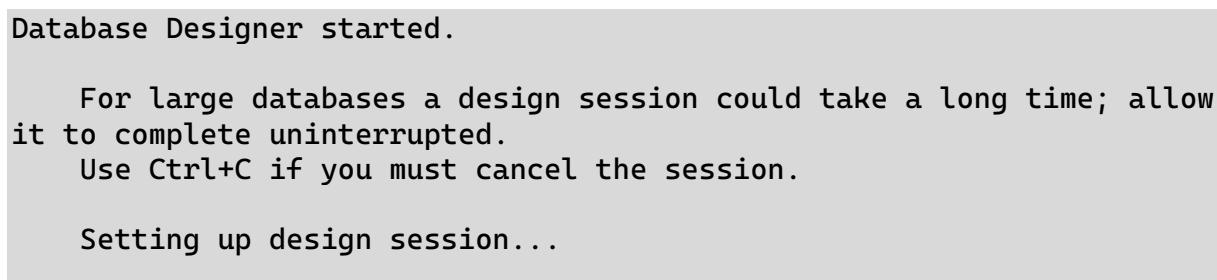 Database Designer started.
For large databases a design session could take a long time; allow
it to complete uninterrupted.
Use Ctrl+C if you must cancel the session.
Setting up design session...